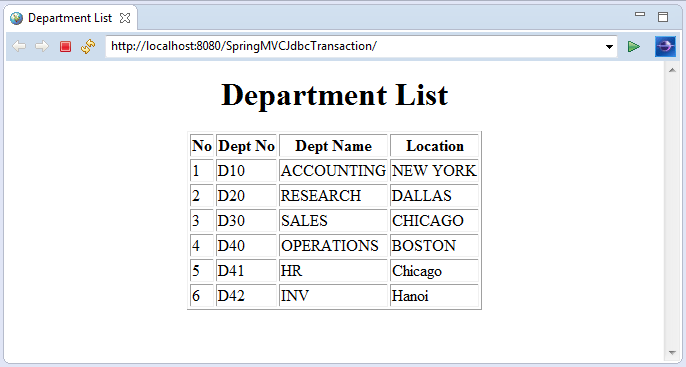 Department List
http://localhost:8080/SpringMVCJdbcTransaction/
Department List
No Dept No Dept Name Location
1 D10 ACCOUNTING NEW YORK
2 D20 RESEARCH DALLAS
3 D30 SALES CHICAGO
4 D40 OPERATIONS BOSTON
5 D41 HR Chicago
6 D42 INV Hanoi